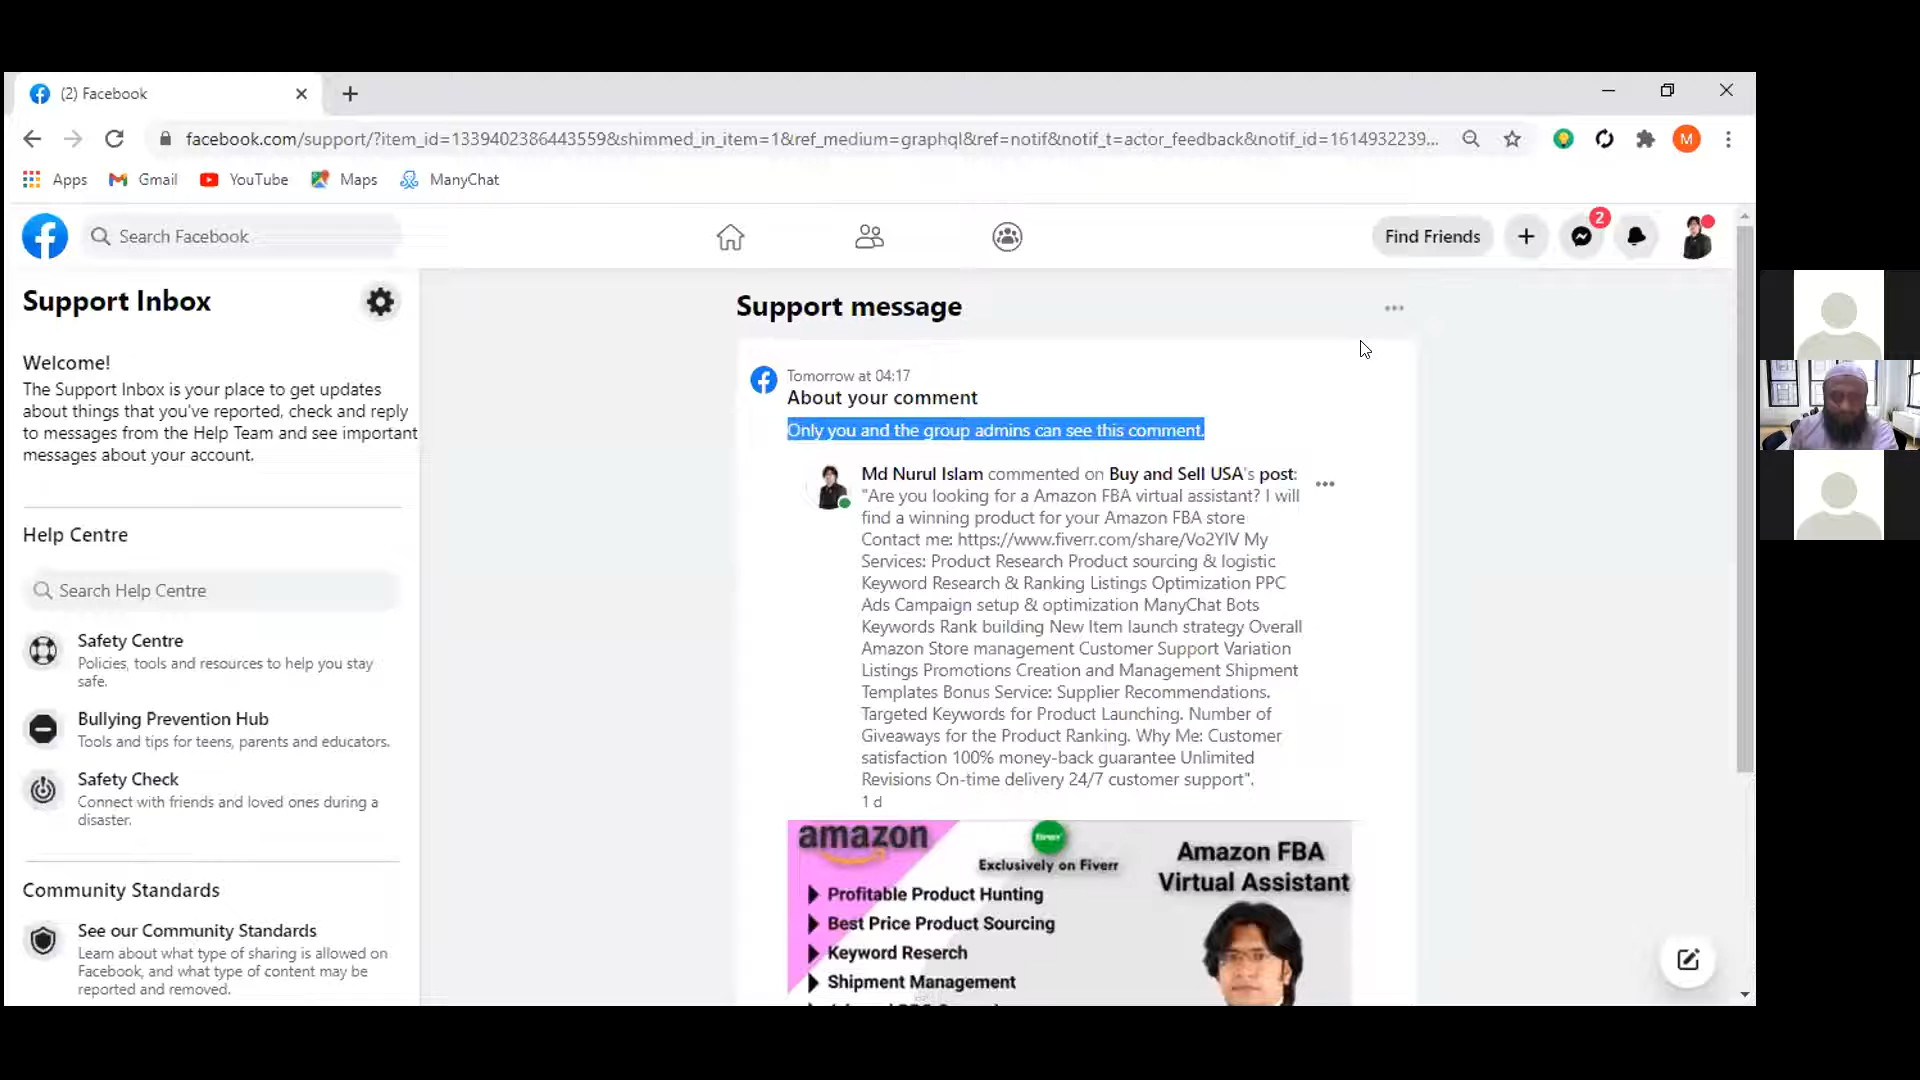 (2) Facebook
facebook.com/support/?item_id=1339402386443559&shimmed_in_item=1&ref_medium=graphql&ref=notif&notif_t=actor_feedback&notif_id=1614932239...
M
Apps
Gmail
YouTube
Maps
ManyChat
Search Facebook
Find Friends
2
Support Inbox
Welcome!
The Support Inbox is your place to get updates
about things that you've reported, check and reply
to messages from the Help Team and see important
messages about your account.
Help Centre
Search Help Centre
Safety Centre
Policies, tools and resources to help you stay
safe.
Bullying Prevention Hub
Tools and tips for teens, parents and educators.
Safety Check
Connect with friends and loved ones during a
disaster.
Community Standards
See our Community Standards
Learn about what type of sharing is allowed on
Facebook, and what type of content may be
reported and removed.
Support message
Tomorrow at 04:17
About your comment
Only you and the group admins can see this comment.
Md Nurul Islam commented on Buy and Sell USA's post:
"Are you looking for a Amazon FBA virtual assistant? I will
find a winning product for your Amazon FBA store
Contact me: https://www.fiverr.com/share/Vo2YlV My
Services: Product Research Product sourcing & logistic
Keyword Research & Ranking Listings Optimization PPC
Ads Campaign setup & optimization ManyChat Bots
Keywords Rank building New Item launch strategy Overall
Amazon Store management Customer Support Variation
Listings Promotions Creation and Management Shipment
Templates Bonus Service: Supplier Recommendations.
Targeted Keywords for Product Launching. Number of
Giveaways for the Product Ranking. Why Me: Customer
satisfaction 100% money-back guarantee Unlimited
Revisions On-time delivery 24/7 customer support".
1 d
amazon
Exclusively on Fiverr
Amazon FBA
Virtual Assistant
Profitable Product Hunting
Best Price Product Sourcing
Keyword Reserch
Shipment Management